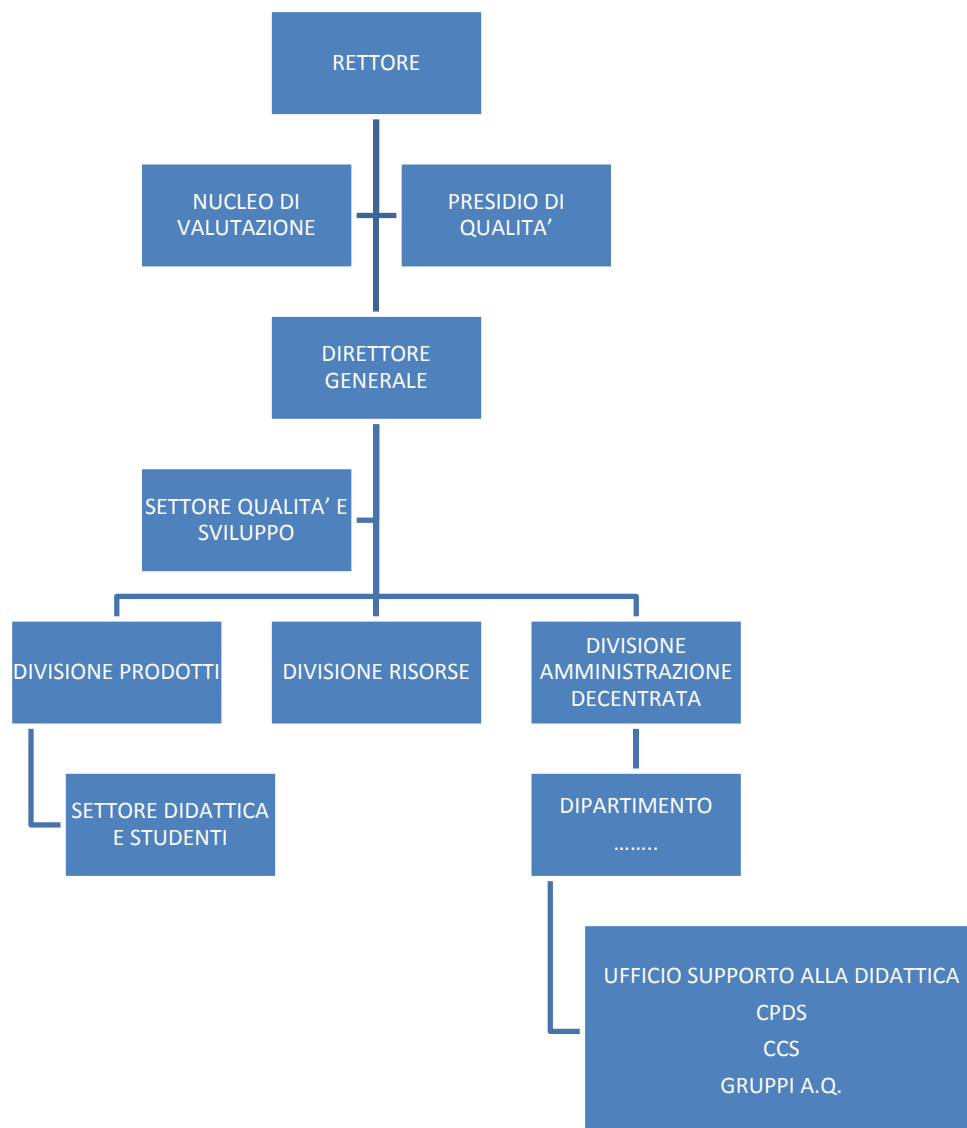 RETTORE
NUCLEO DI
VALUTAZIONE
PRESIDIO DI
QUALITA’
DIRETTORE
GENERALE
SETTORE QUALITA’ E
SVILUPPO
DIVISIONE PRODOTTI
DIVISIONE RISORSE
DIVISIONE
AMMINISTRAZIONE
DECENTRATA
SETTORE DIDATTICA
E STUDENTI
DIPARTIMENTO
……..
UFFICIO SUPPORTO ALLA DIDATTICA
CPDS
CCS
GRUPPI A.Q.